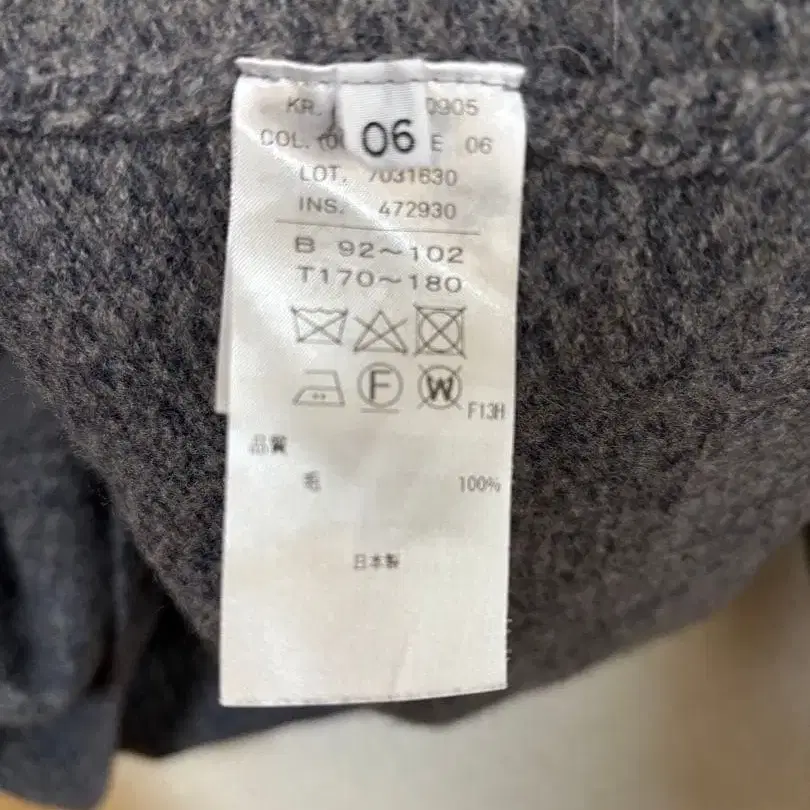 KR. 0905
COL. 06 E 06
LOT. 7031630
INS. 472930
B 92～102
T170～180
F W
F13H
品質
毛 100%
日本製